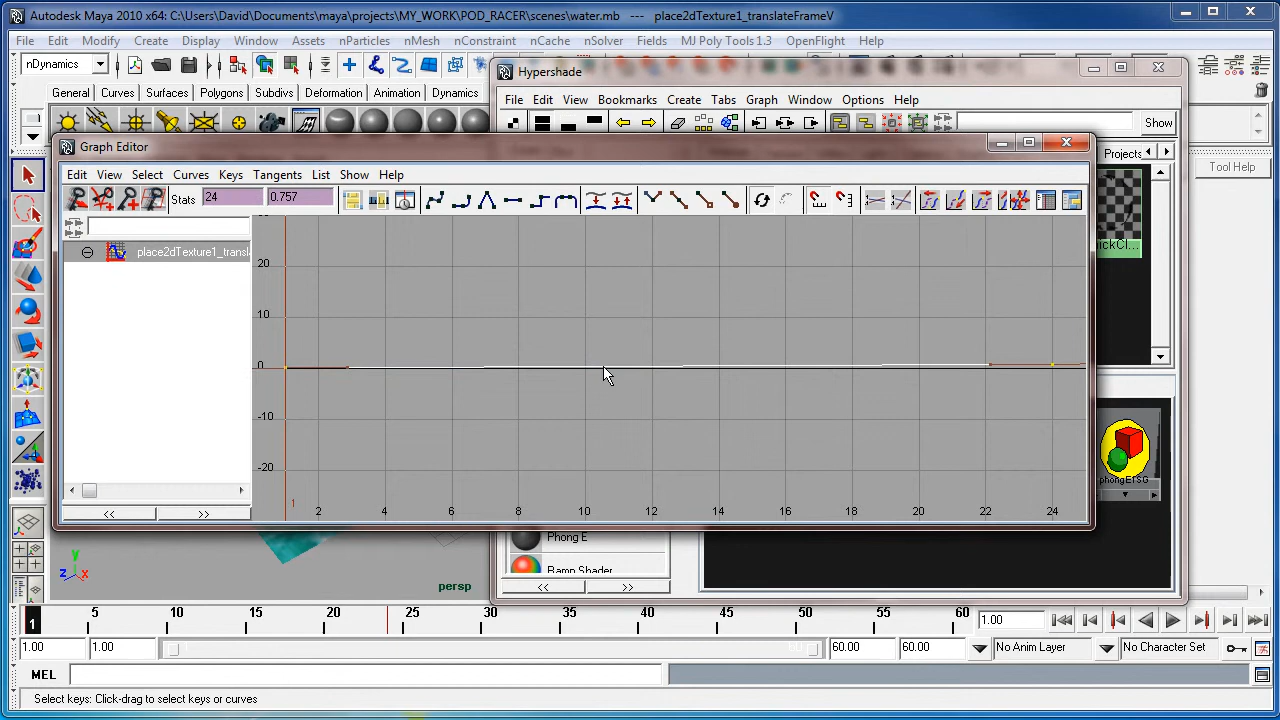 Autodesk Maya 2010 x64: C:\Users\David\Documents\maya\projects\MY_WORK\POD_RACER\scenes\water.mb --- place2dTexture1_translateFrameV
File Edit Modify Create Display Window Assets nParticles nMesh nConstraint nCache nSolver Fields MJ Poly Tools 1.3 OpenFlight Help
nDynamics
Hypershade
General Curves Surfaces Polygons Subdivs Deformation Animation Dynamics
File Edit View Bookmarks Create Tabs Graph Window Options Help
Show
Graph Editor
Projects
Tool Help
Edit View Select Curves Keys Tangents List Show Help
Stats 24 0.757
place2dTexture1_transl
ickCl...
20
10
0
-10
-20
1
2 4 6 8 10 12 14 16 18 20 22 24
<< >>
phongE1SG
Phong E
Ramp Shader
<< >>
persp
y
z x
1 5 10 15 20 25 30 35 40 45 50 55 60
1.00
1.00 1.00 60.00 60.00 No Anim Layer No Character Set
MEL
Select keys: Click-drag to select keys or curves